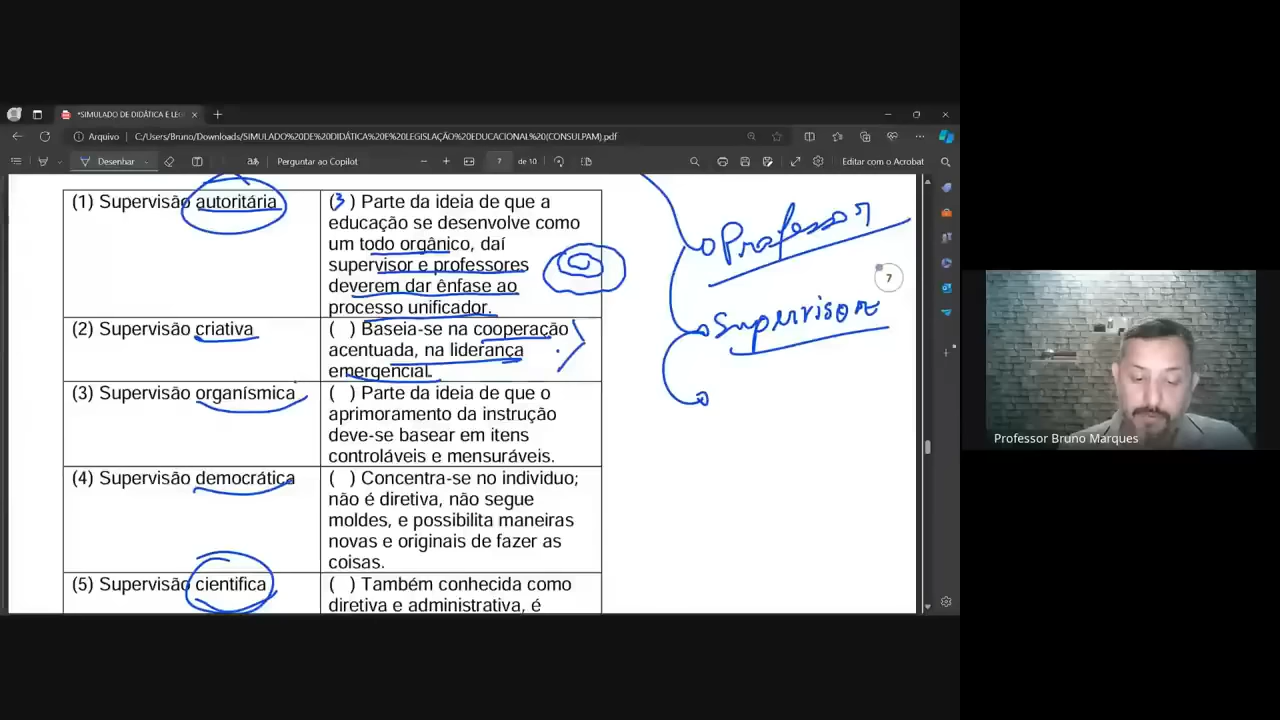 *SIMULADO DE DIDÁTICA E LEG
Arquivo C:/Users/Bruno/Downloads/SIMULADO%20DE%20DIDÁTICA%20E%20LEGISLAÇÃO%20EDUCACIONAL%20(CONSULPAM).pdf
Desenhar Perguntar ao Copilot 7 de 10 Editar com o Acrobat
(1) Supervisão autoritária
(3) Parte da ideia de que a
educação se desenvolve como
um todo orgânico, daí
supervisor e professores
deverem dar ênfase ao
processo unificador.
(2) Supervisão criativa
( ) Baseia-se na cooperação
acentuada, na liderança
emergencial.
(3) Supervisão organísmica
( ) Parte da ideia de que o
aprimoramento da instrução
deve-se basear em itens
controláveis e mensuráveis.
(4) Supervisão democrática
( ) Concentra-se no individuo;
não é diretiva, não segue
moldes, e possibilita maneiras
novas e originais de fazer as
coisas.
(5) Supervisão cientifica
( ) Também conhecida como
diretiva e administrativa, é
Professor
7
Supervisor
Professor Bruno Marques